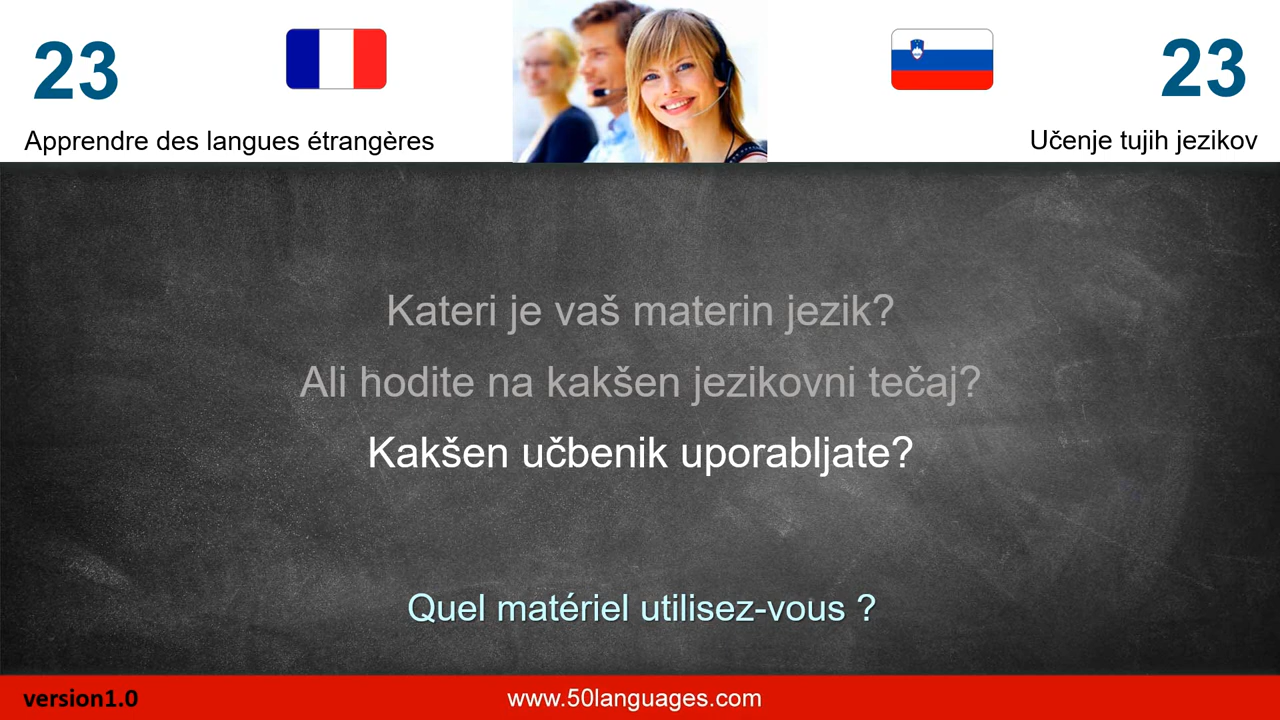 23
23
Apprendre des langues étrangères
Učenje tujih jezikov
Kateri je vaš materin jezik?
Ali hodite na kakšen jezikovni tečaj?
Kakšen učbenik uporabljate?
Quel matériel utilisez-vous ?
version1.0
www.50languages.com